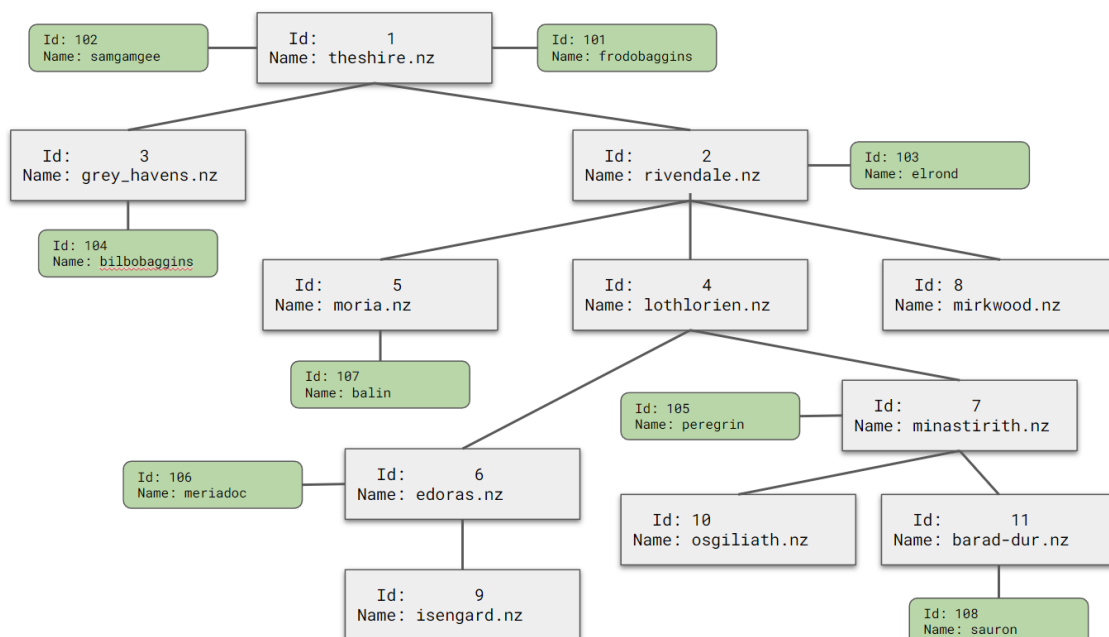 Id: 102
Name: samgamgee
Id: 1
Name: theshire.nz
Id: 101
Name: frodobaggins
Id: 3
Name: grey_havens.nz
Id: 2
Name: rivendale.nz
Id: 103
Name: elrond
Id: 104
Name: bilbobaggins
Id: 5
Name: moria.nz
Id: 4
Name: lothlorien.nz
Id: 8
Name: mirkwood.nz
Id: 107
Name: balin
Id: 105
Name: peregrin
Id: 7
Name: minastirith.nz
Id: 106
Name: meriadoc
Id: 6
Name: edoras.nz
Id: 10
Name: osgiliath.nz
Id: 11
Name: barad-dur.nz
Id: 9
Name: isengard.nz
Id: 108
Name: sauron